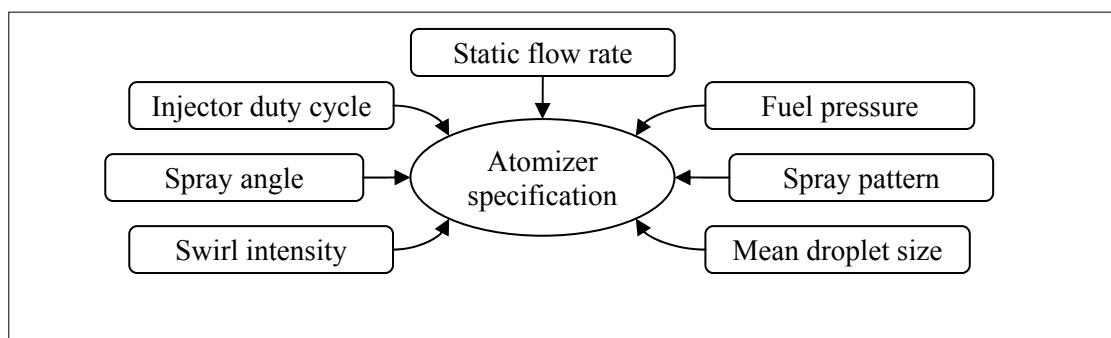 Static flow rate
Injector duty cycle
Fuel pressure
Atomizer
specification
Spray angle
Spray pattern
Swirl intensity
Mean droplet size